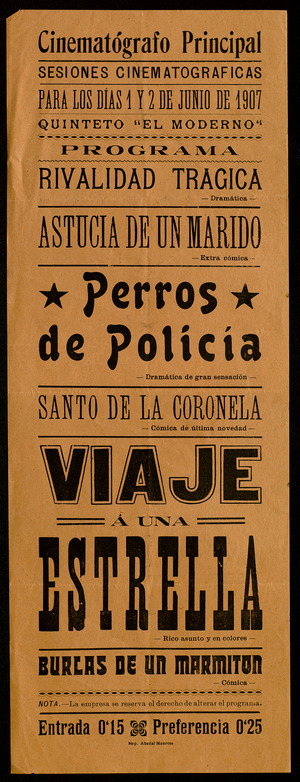 Cinematógrafo Principal
SESIONES CINEMATOGRAFICAS
PARA LOS DÍAS 1 Y 2 DE JUNIO DE 1907
QUINTETO "EL MODERNO"
PROGRAMA
RIVALIDAD TRAGICA
— Dramática —
ASTUCIA DE UN MARIDO
— Extra cómica —
★ Perros ★
de Policía
— Dramática de gran sensación —
SANTO DE LA CORONELA
— Cómica de última novedad —
VIAJE
Á UNA
ESTRELLA
— Rico asunto y en colores —
BURLAS DE UN MARMITON
— Cómica —
NOTA.—La empresa se reserva el derecho de alterar el programa.
Entrada 0'15 Preferencia 0'25
Imp. Abadal-Manresa